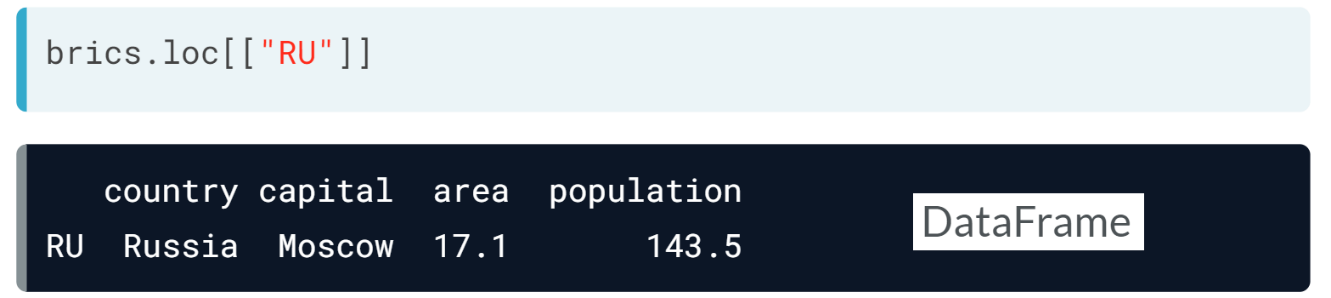 brics.loc[["RU"]]
country capital area population
RU Russia Moscow 17.1 143.5
DataFrame